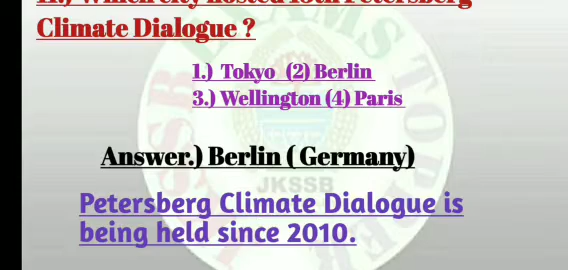 Climate Dialogue ?
1.) Tokyo (2) Berlin
3.) Wellington (4) Paris
Answer.) Berlin ( Germany)
JKSSB
Petersberg Climate Dialogue is
being held since 2010.